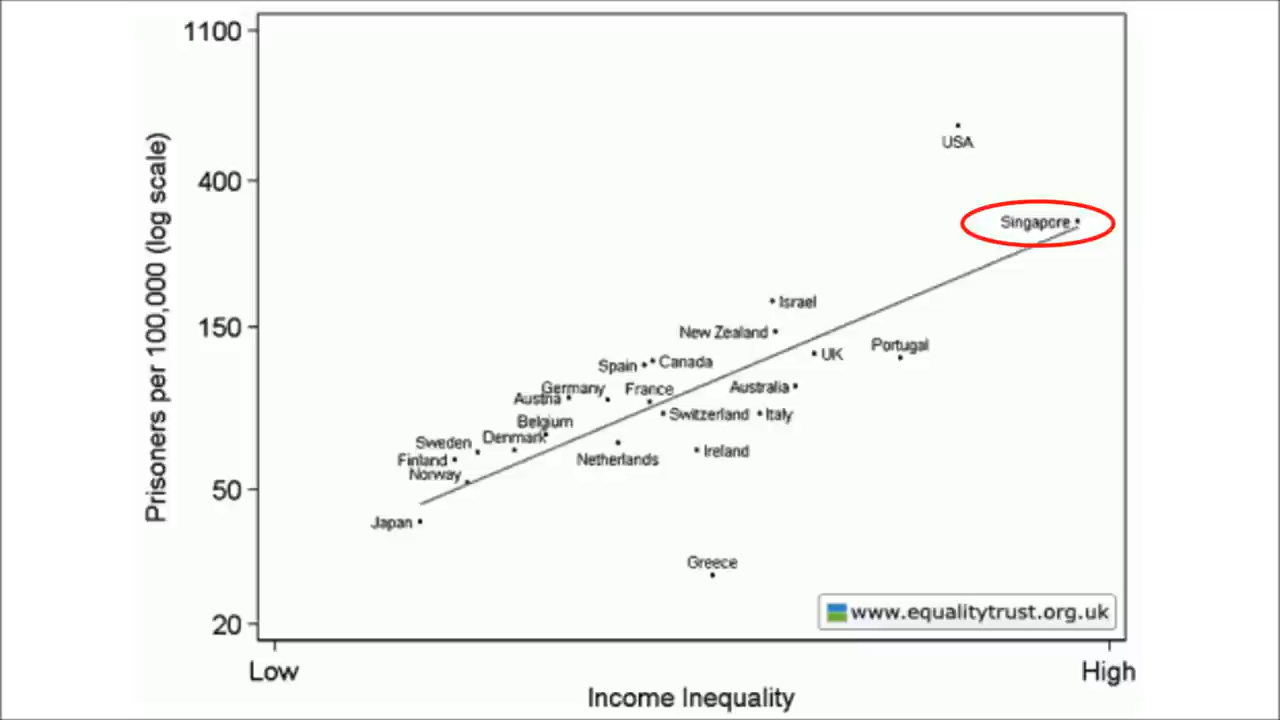 1100
USA
400
Singapore
Israel
150
New Zealand
UK
Portugal
Spain
Canada
Germany
France
Australia
Austria
Switzerland
Italy
Belgium
Sweden
Denmark
Ireland
Finland
Netherlands
Norway
50
Japan
Greece
www.equalitytrust.org.uk
20
Low
High
Income Inequality
Prisoners per 100,000 (log scale)